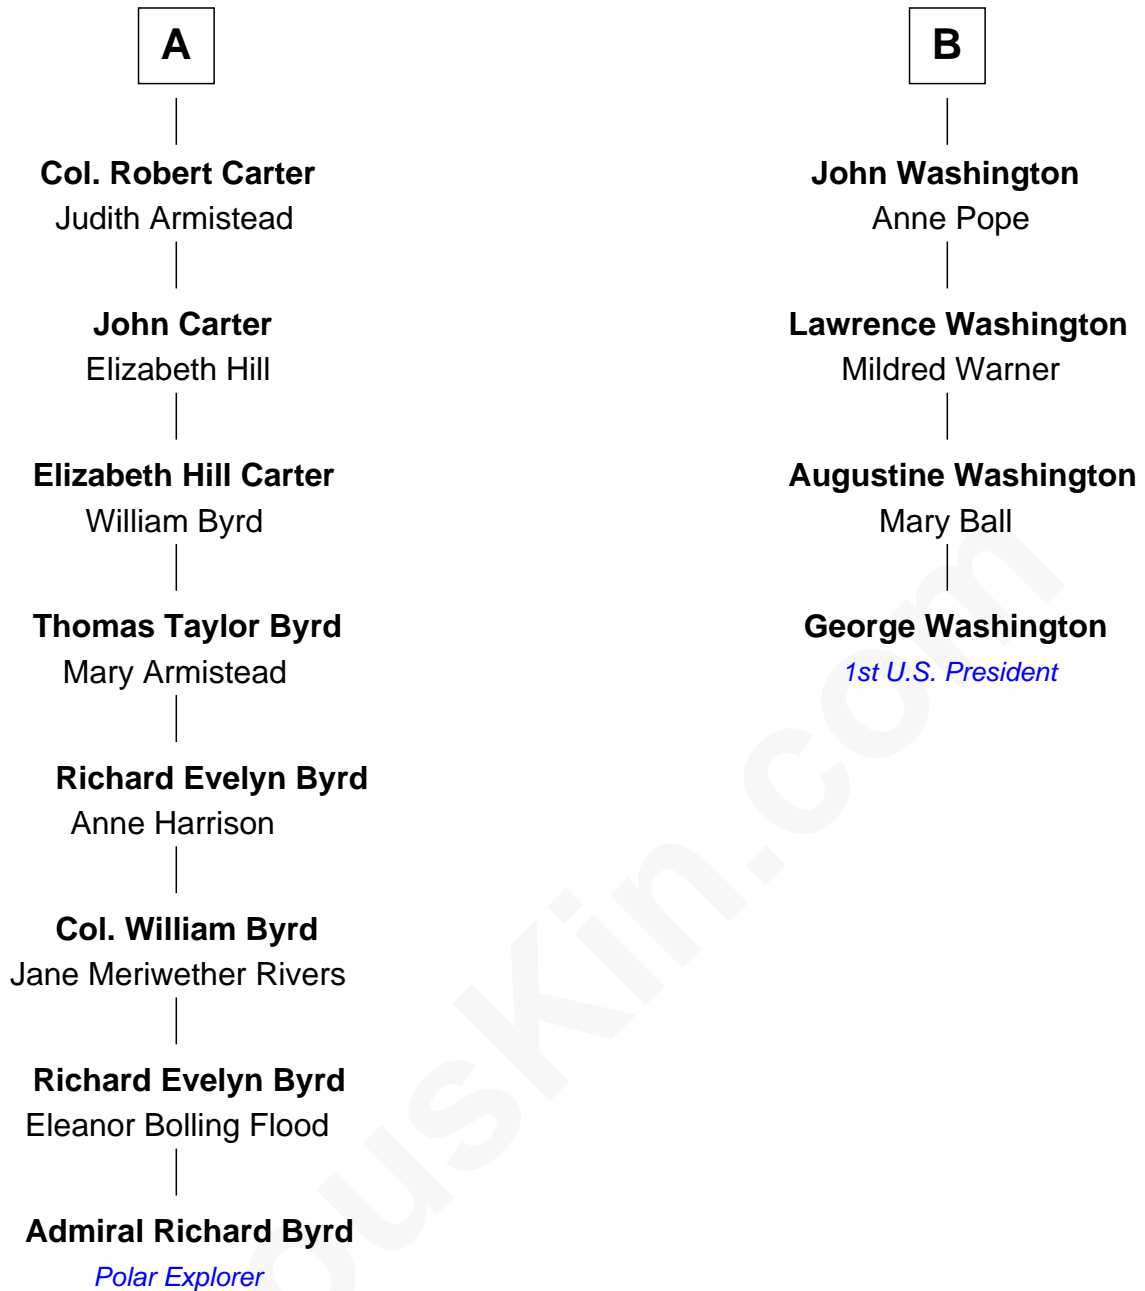 A
Col. Robert Carter
Judith Armistead
John Carter
Elizabeth Hill
Elizabeth Hill Carter
William Byrd
Thomas Taylor Byrd
Mary Armistead
Richard Evelyn Byrd
Anne Harrison
Col. William Byrd
Jane Meriwether Rivers
Richard Evelyn Byrd
Eleanor Bolling Flood
Admiral Richard Byrd
Polar Explorer
B
John Washington
Anne Pope
Lawrence Washington
Mildred Warner
Augustine Washington
Mary Ball
George Washington
1st U.S. President
ousKin.com